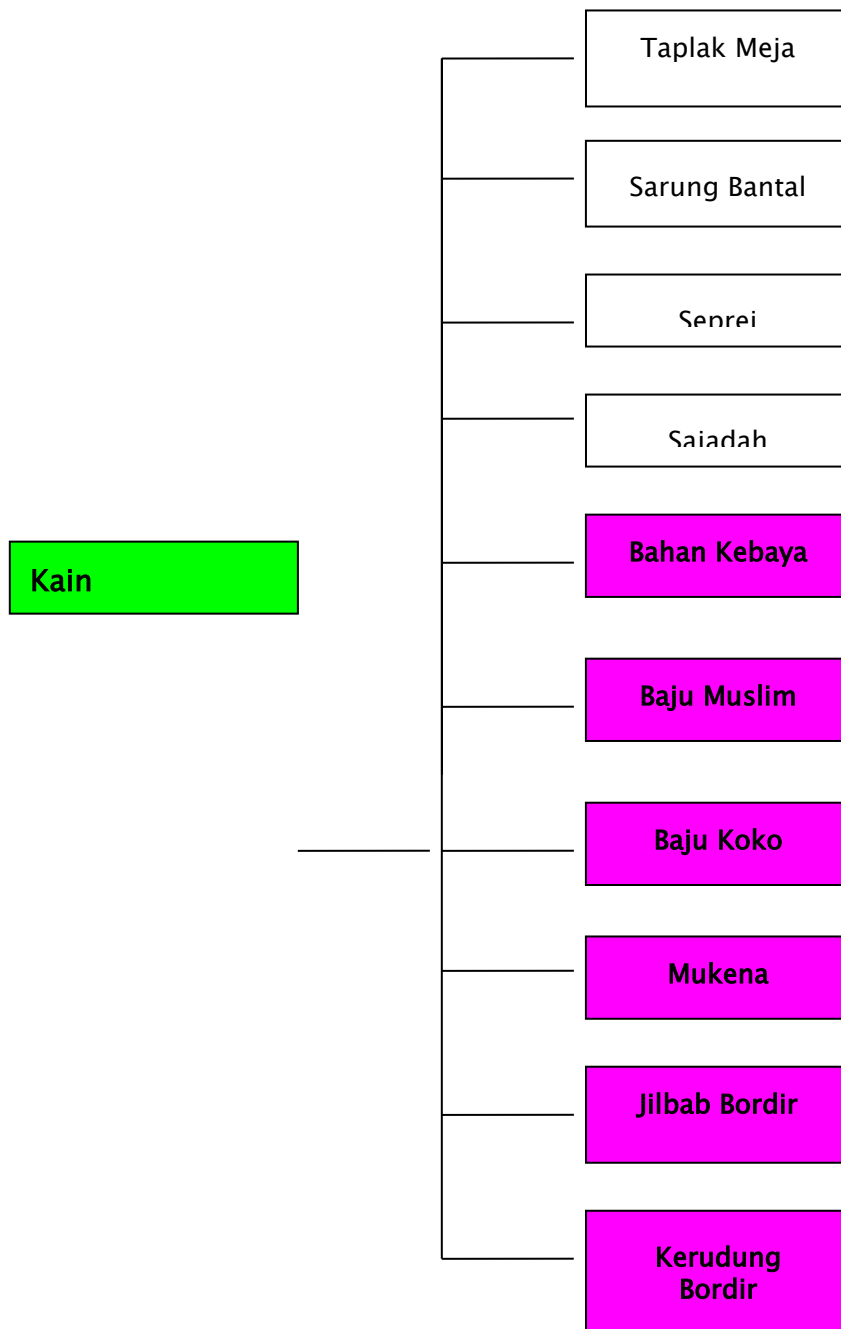 Taplak Meja
Sarung Bantal
Seprei
Sajadah
Kain
Bahan Kebaya
Baju Muslim
Baju Koko
Mukena
Jilbab Bordir
Kerudung
Bordir